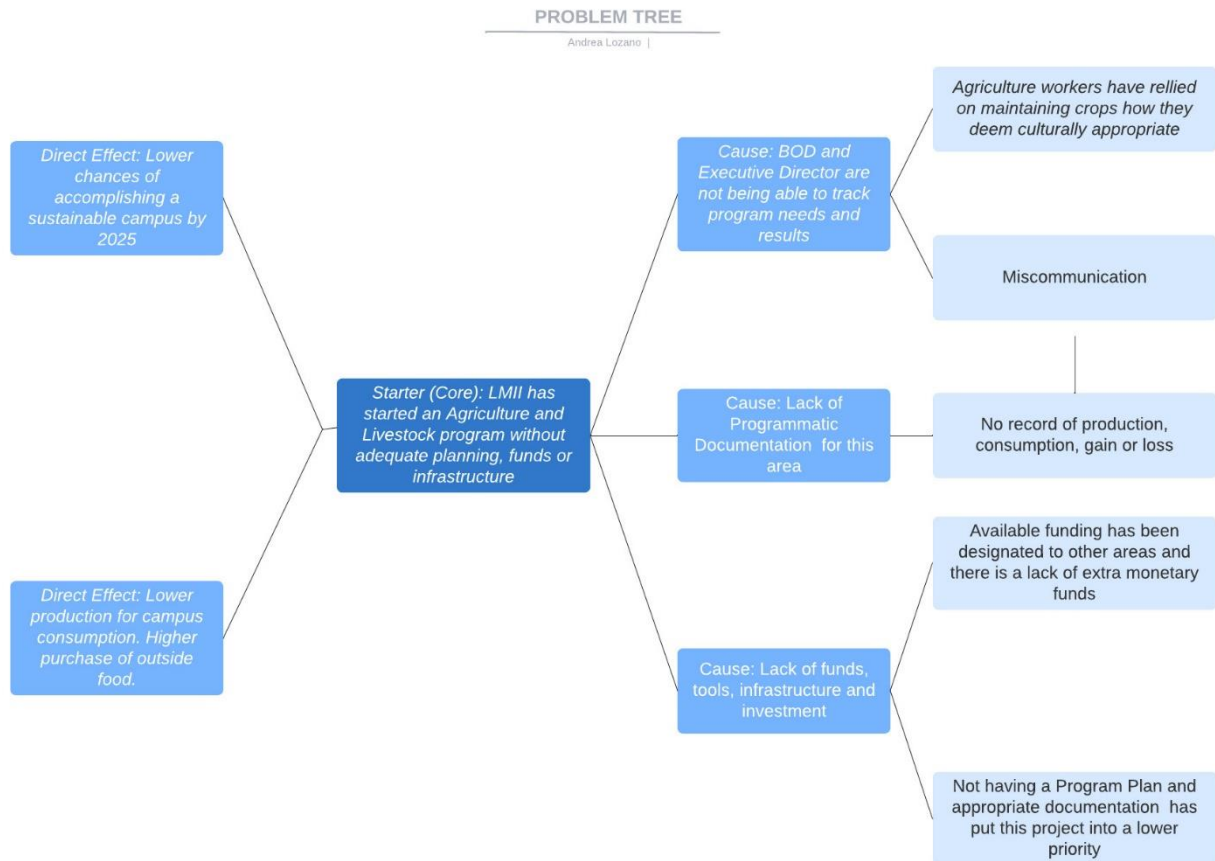 PROBLEM TREE
Andrea Lozano |
Direct Effect: Lower
chances of
accomplishing a
sustainable campus by
2025
Direct Effect: Lower
production for campus
consumption. Higher
purchase of outside
food.
Starter (Core): LMII has
started an Agriculture and
Livestock program without
adequate planning, funds or
infrastructure
Cause: BOD and
Executive Director are
not being able to track
program needs and
results
Cause: Lack of
Programmatic
Documentation for this
area
Cause: Lack of funds,
tools, infrastructure and
investment
Agriculture workers have rellied
on maintaining crops how they
deem culturally appropriate
Miscommunication
No record of production,
consumption, gain or loss
Available funding has been
designated to other areas and
there is a lack of extra monetary
funds
Not having a Program Plan and
appropriate documentation has
put this project into a lower
priority